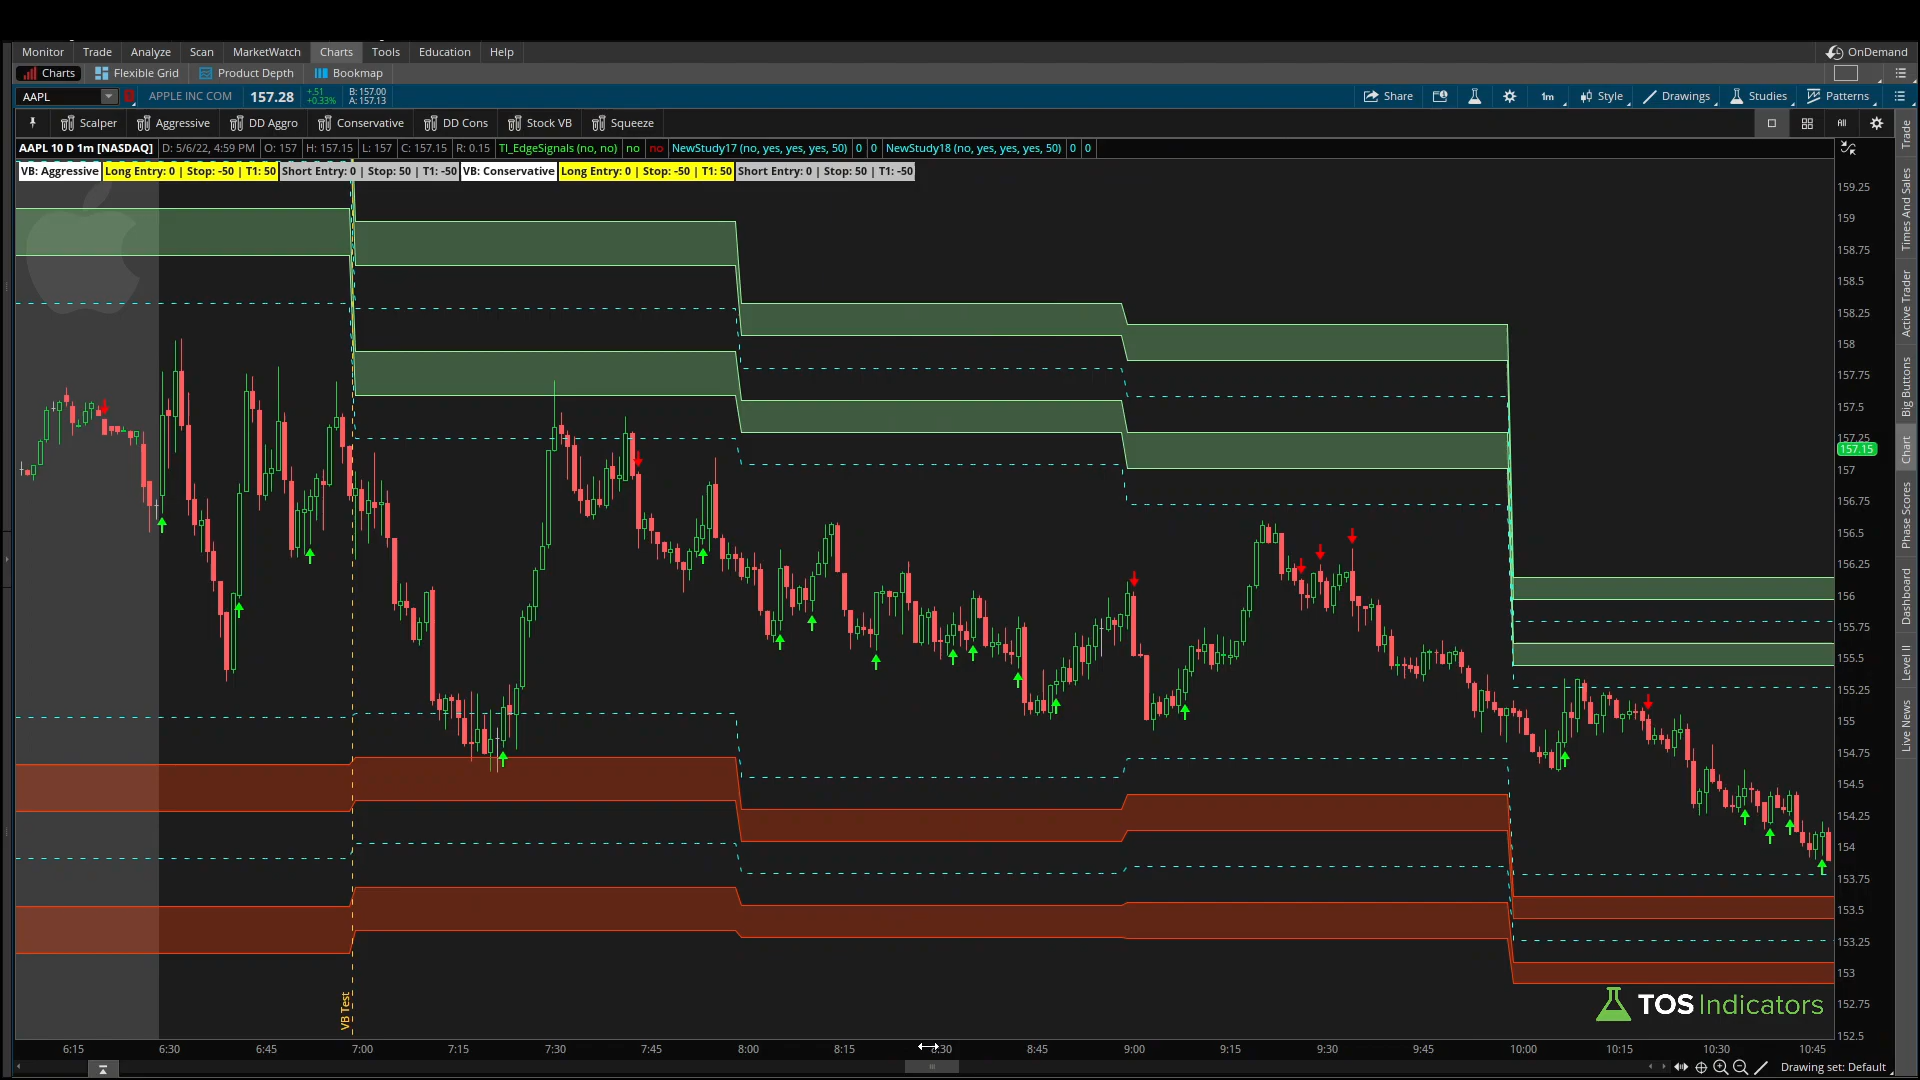 Monitor Trade Analyze Scan MarketWatch Charts Tools Education Help OnDemand
Charts Flexible Grid Product Depth Bookmap
AAPL APPLE INC COM 157.28 +.51 +0.33% B: 157.00 A: 157.13 Share 1m Style Drawings Studies Patterns
Scalper Aggressive DD Aggro Conservative DD Cons Stock VB Squeeze All
AAPL 10 D 1m [NASDAQ] D: 5/6/22, 4:59 PM O: 157 H: 157.15 L: 157 C: 157.15 R: 0.15 TI_EdgeSignals (no, no) no no NewStudy17 (no, yes, yes, yes, 50) 0 0 NewStudy18 (no, yes, yes, yes, 50) 0 0
VB: Aggressive Long Entry: 0 | Stop: -50 | T1: 50 Short Entry: 0 | Stop: 50 | T1: -50 VB: Conservative Long Entry: 0 | Stop: -50 | T1: 50 Short Entry: 0 | Stop: 50 | T1: -50
159.25
159
158.75
158.5
158.25
158
157.75
157.5
157.25
157.15
157
156.75
156.5
156.25
156
155.75
155.5
155.25
155
154.75
154.5
154.25
154
153.75
153.5
153.25
153
152.75
152.5
Trade
Times And Sales
Active Trader
Big Buttons
Chart
Phase Scores
Dashboard
Level II
Live News
VB Test
TOS Indicators
6:15 6:30 6:45 7:00 7:15 7:30 7:45 8:00 8:15 8:30 8:45 9:00 9:15 9:30 9:45 10:00 10:15 10:30 10:45
Drawing set: Default